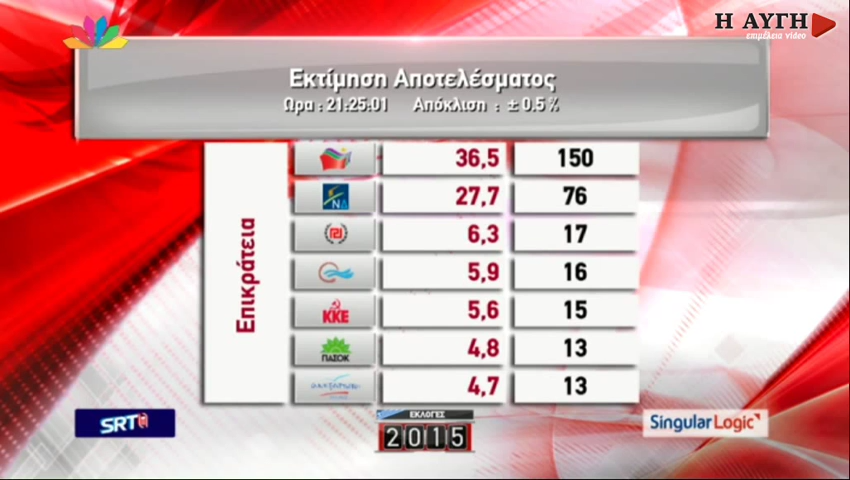 Η ΑΥΓΗ
επιμέλεια video
Εκτίμηση Αποτελέσματος
Ώρα : 21:25:01 Απόκλιση : ± 0.5 %
Επικράτεια
36,5 150
ΝΔ 27,7 76
6,3 17
5,9 16
ΚΚΕ 5,6 15
ΠΑΣΟΚ 4,8 13
4,7 13
SRT
ΕΚΛΟΓΕΣ
2015
SingularLogic